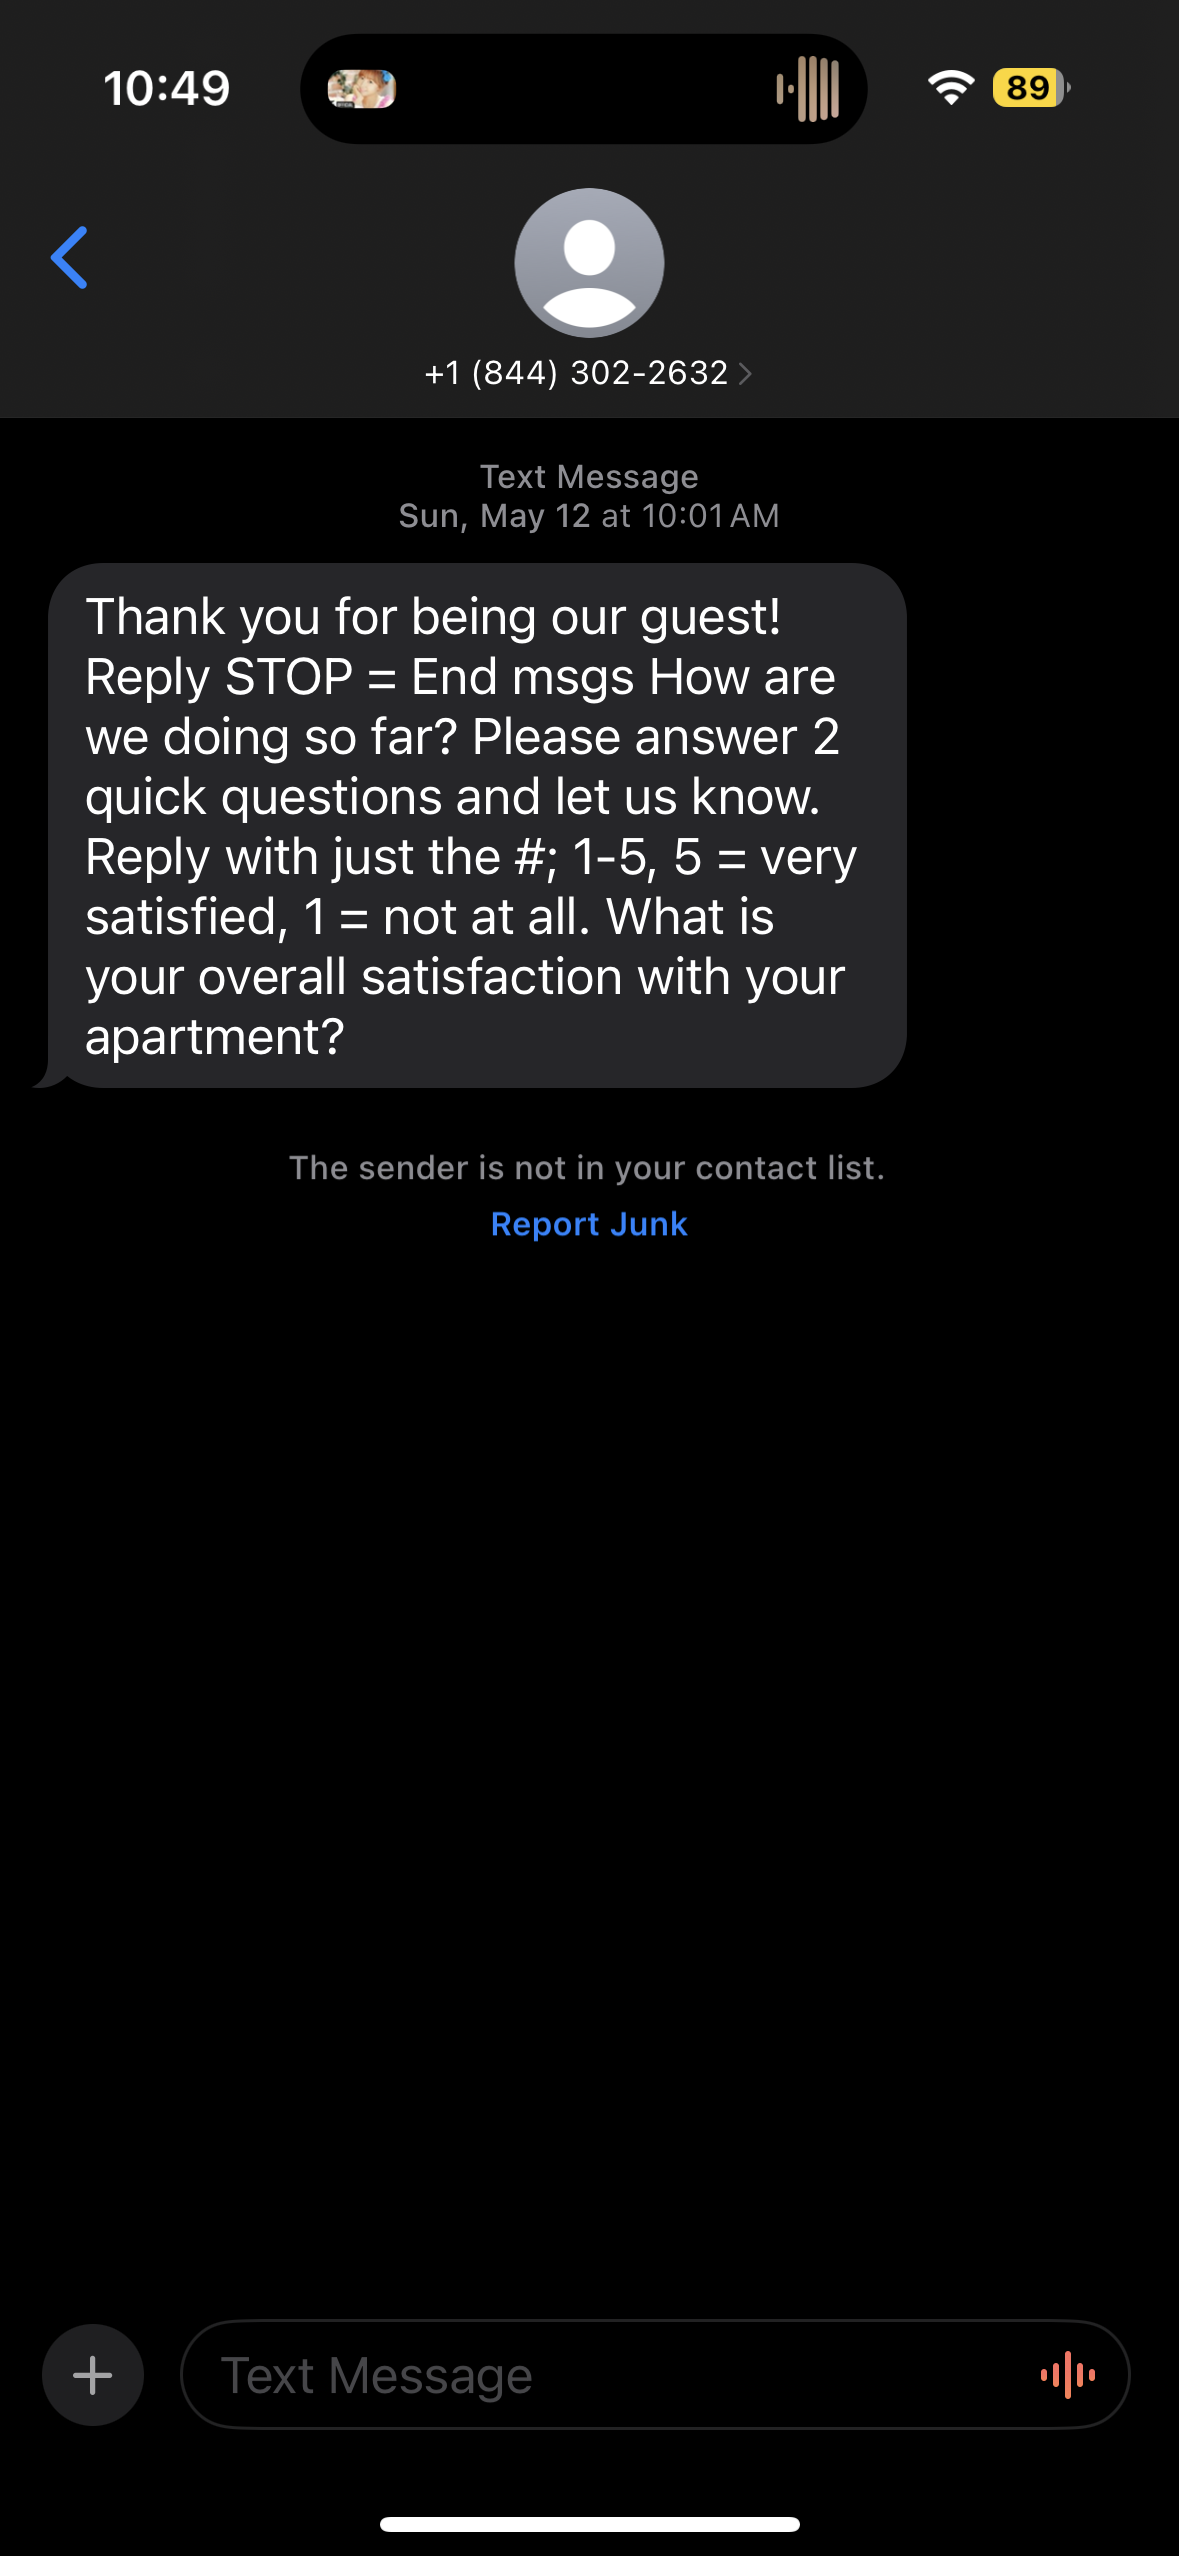 10:49
89
+1 (844) 302-2632
Text Message
Sun, May 12 at 10:01 AM
Thank you for being our guest!
Reply STOP = End msgs How are
we doing so far? Please answer 2
quick questions and let us know.
Reply with just the #; 1-5, 5 = very
satisfied, 1 = not at all. What is
your overall satisfaction with your
apartment?
The sender is not in your contact list.
Report Junk
Text Message